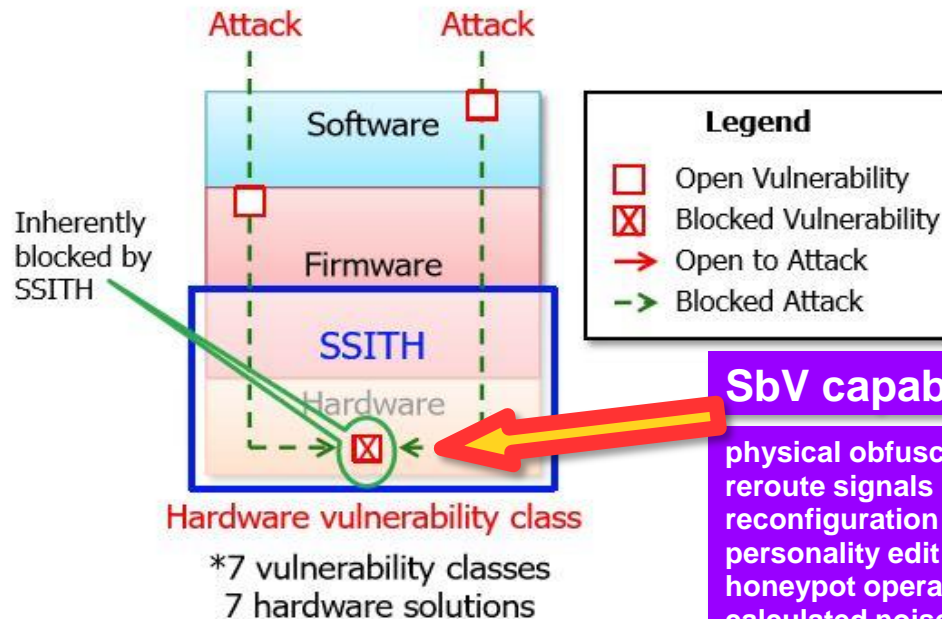 Attack
Attack
Software
Inherently
blocked by
SSITH
Firmware
SSITH
Hardware
Hardware vulnerability class
*7 vulnerability classes
7 hardware solutions
Legend
Open Vulnerability
Blocked Vulnerability
Open to Attack
Blocked Attack
SbV capab
physical obfusc
reroute signals
reconfiguration
personality edit
honeypot opera
calculated noise